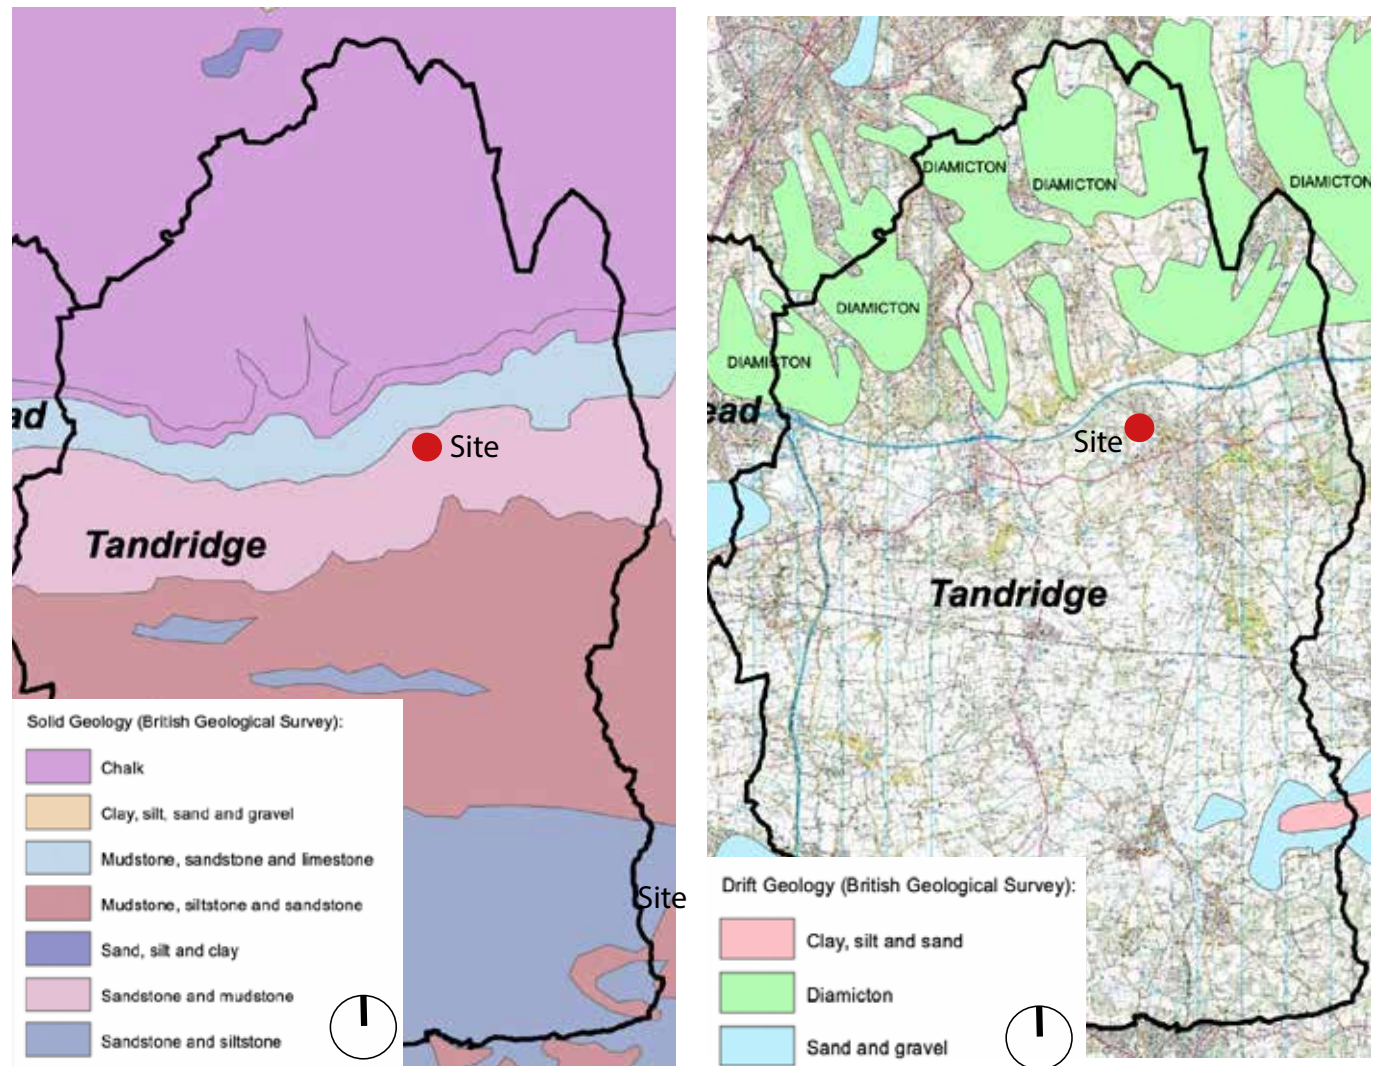 ad
Site
Tandridge
Solid Geology (British Geological Survey):
Chalk
Clay, silt, sand and gravel
Mudstone, sandstone and limestone
Mudstone, siltstone and sandstone
Sand, silt and clay
Sandstone and mudstone
Sandstone and siltstone
Site
DIAMICTON
DIAMICTON
DIAMICTON
DIAMICTON
DIAMICTON
ead
Site
Tandridge
Drift Geology (British Geological Survey):
Clay, silt and sand
Diamicton
Sand and gravel